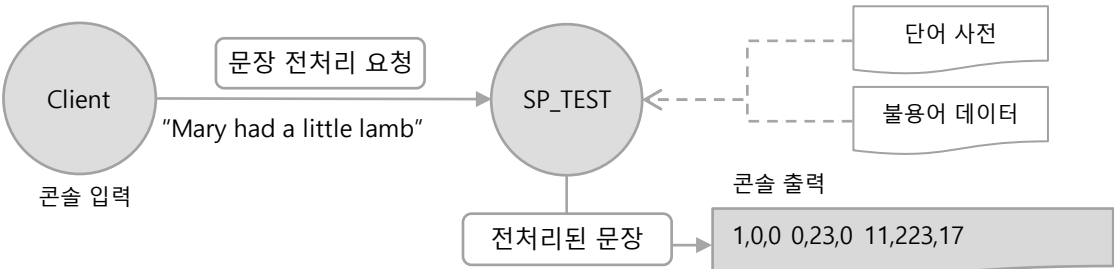 단어 사전
문장 전처리 요청
Client
SP_TEST
불용어 데이터
"Mary had a little lamb"
콘솔 입력
콘솔 출력
전처리된 문장
1,0,0 0,23,0 11,223,17